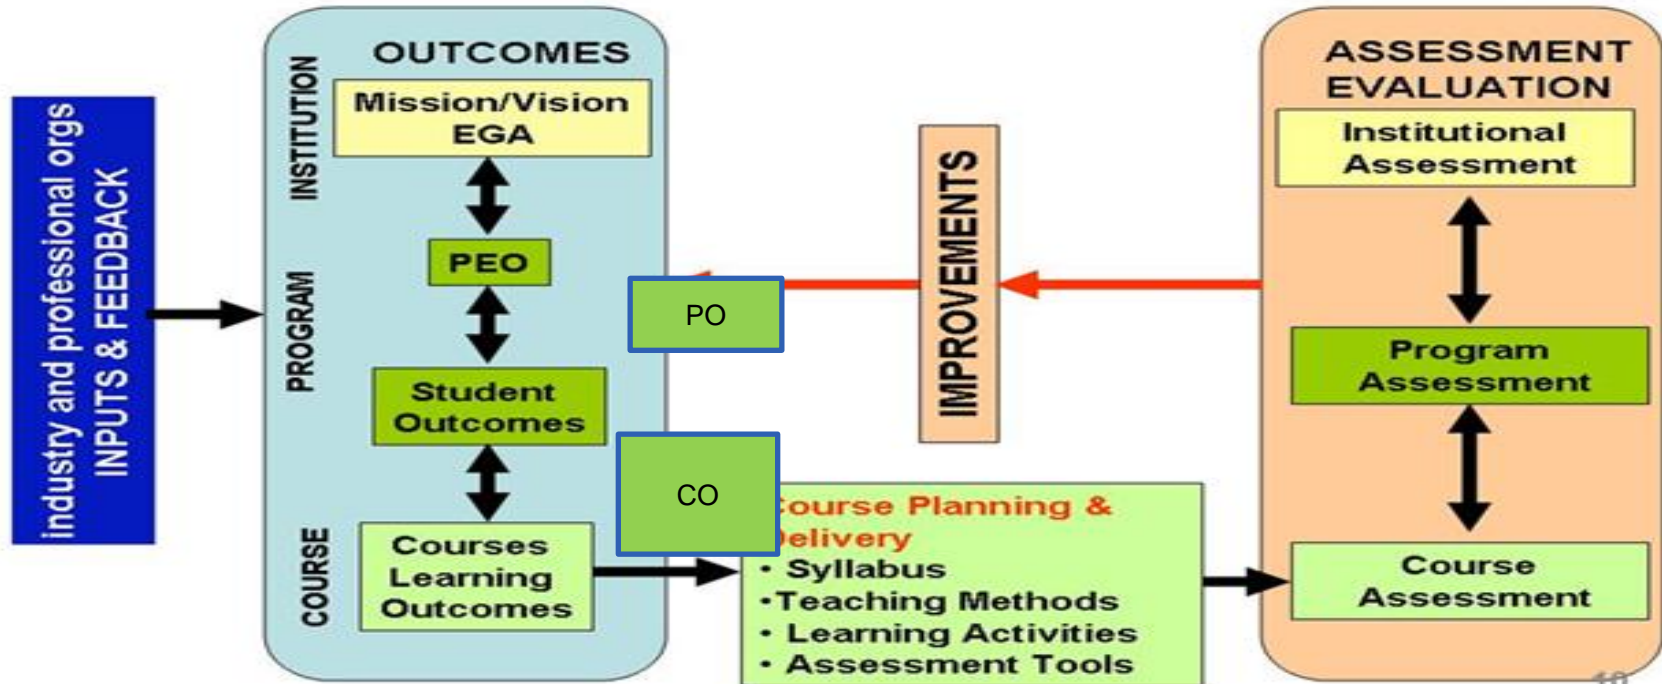 industry and professional orgs
INPUTS & FEEDBACK
OUTCOMES
INSTITUTION
Mission/Vision
EGA
PEO
PROGRAM
Student
Outcomes
COURSE
Courses
Learning
Outcomes
PO
CO
ourse Planning &
elivery
• Syllabus
•Teaching Methods
• Learning Activities
• Assessment Tools
IMPROVEMENTS
ASSESSMENT
EVALUATION
Institutional
Assessment
Program
Assessment
Course
Assessment